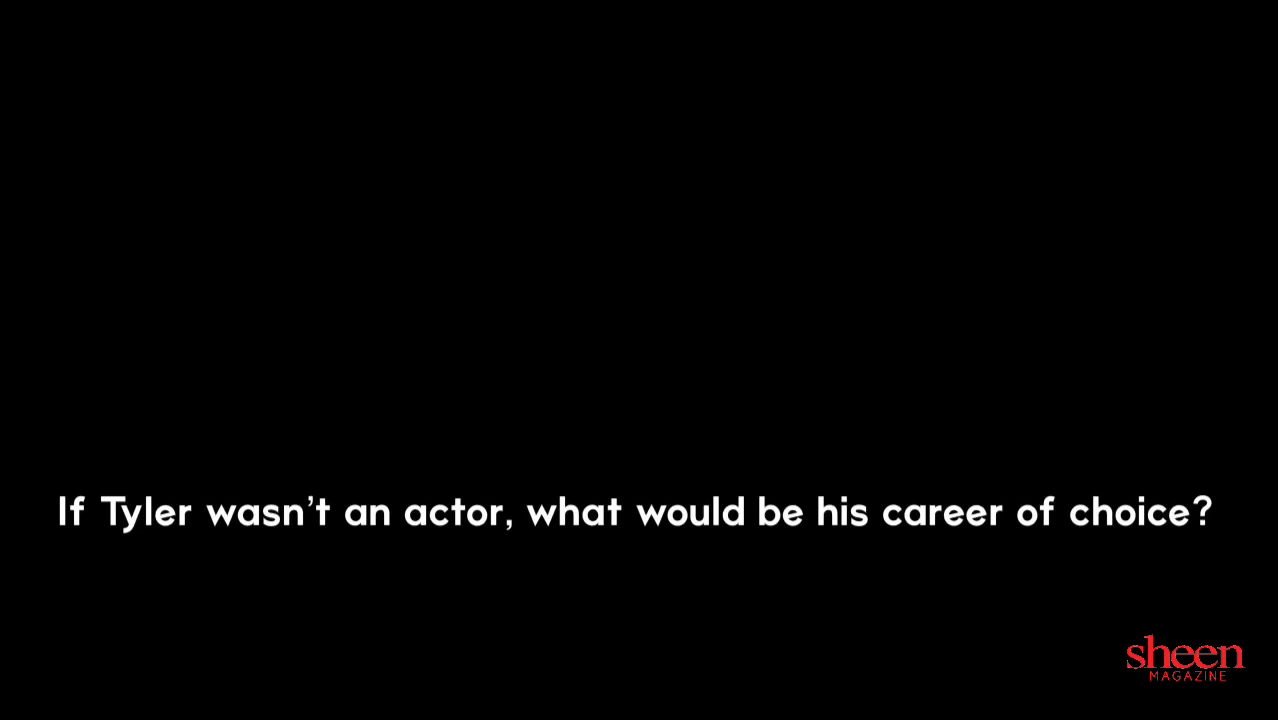 If Tyler wasn't an actor, what would be his career of choice?
sheen
MAGAZINE